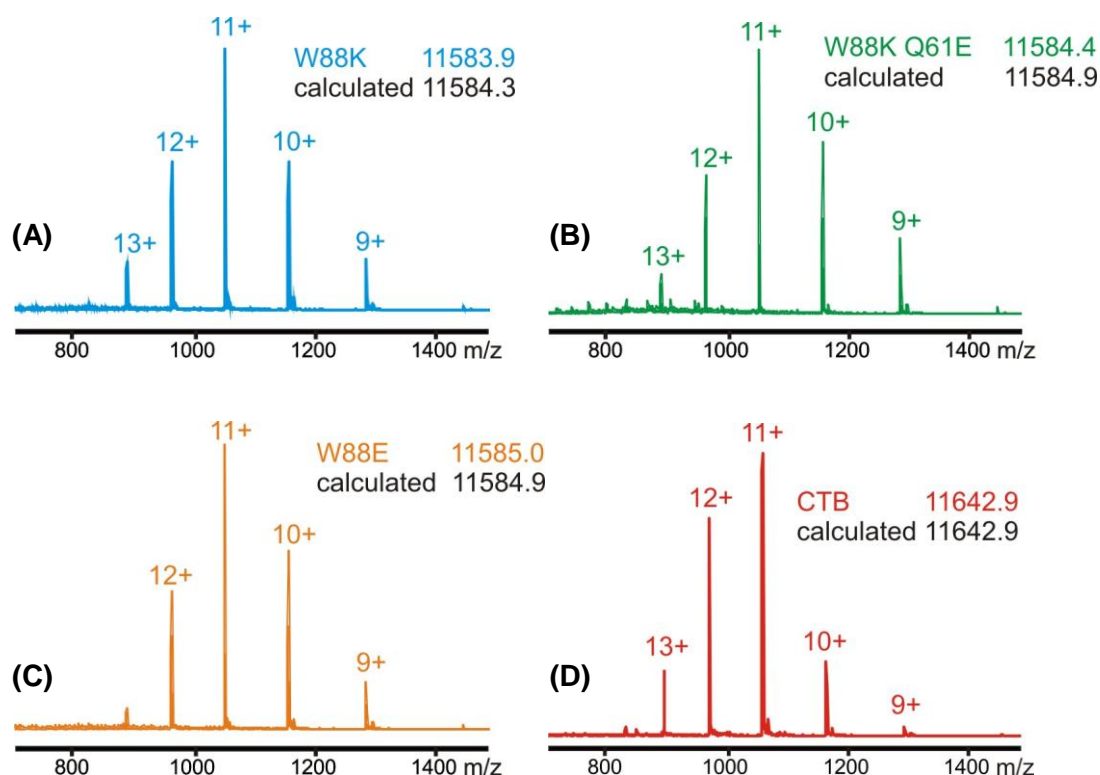 (A)
W88K 11583.9
calculated 11584.3
11+
12+
10+
13+
9+
800 1000 1200 1400 m/z
(B)
W88K Q61E 11584.4
calculated 11584.9
11+
12+
10+
13+
9+
800 1000 1200 1400 m/z
(C)
W88E 11585.0
calculated 11584.9
11+
12+
10+
9+
800 1000 1200 1400 m/z
(D)
CTB 11642.9
calculated 11642.9
11+
12+
13+
10+
9+
800 1000 1200 1400 m/z